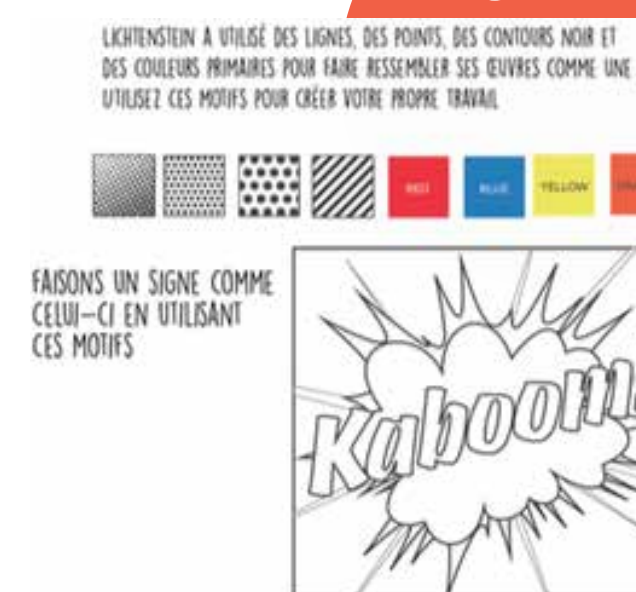 LICHTENSTEIN A UTILISÉ DES LIGNES, DES POINTS, DES CONTOURS NOIR ET
DES COULEURS PRIMAIRES POUR FAIRE RESSEMBLER SES ŒUVRES COMME UNE
UTILISEZ CES MOTIFS POUR CRÉER VOTRE PROPRE TRAVAIL
RED BLUE YELLOW
FAISONS UN SIGNE COMME
CELUI-CI EN UTILISANT
CES MOTIFS
Kaboom